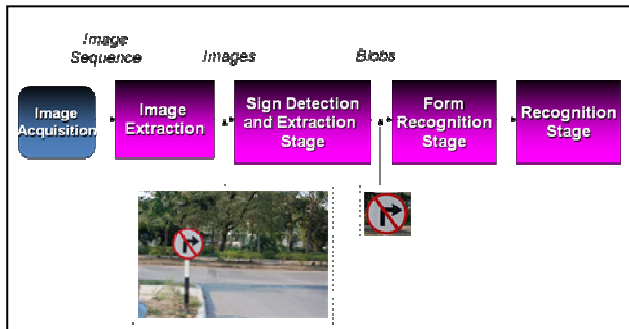 Image
Sequence
Images
Blobs
Image
Acquisition
Image
Extraction
Sign Detection
and Extraction
Stage
Form
Recognition
Stage
Recognition
Stage